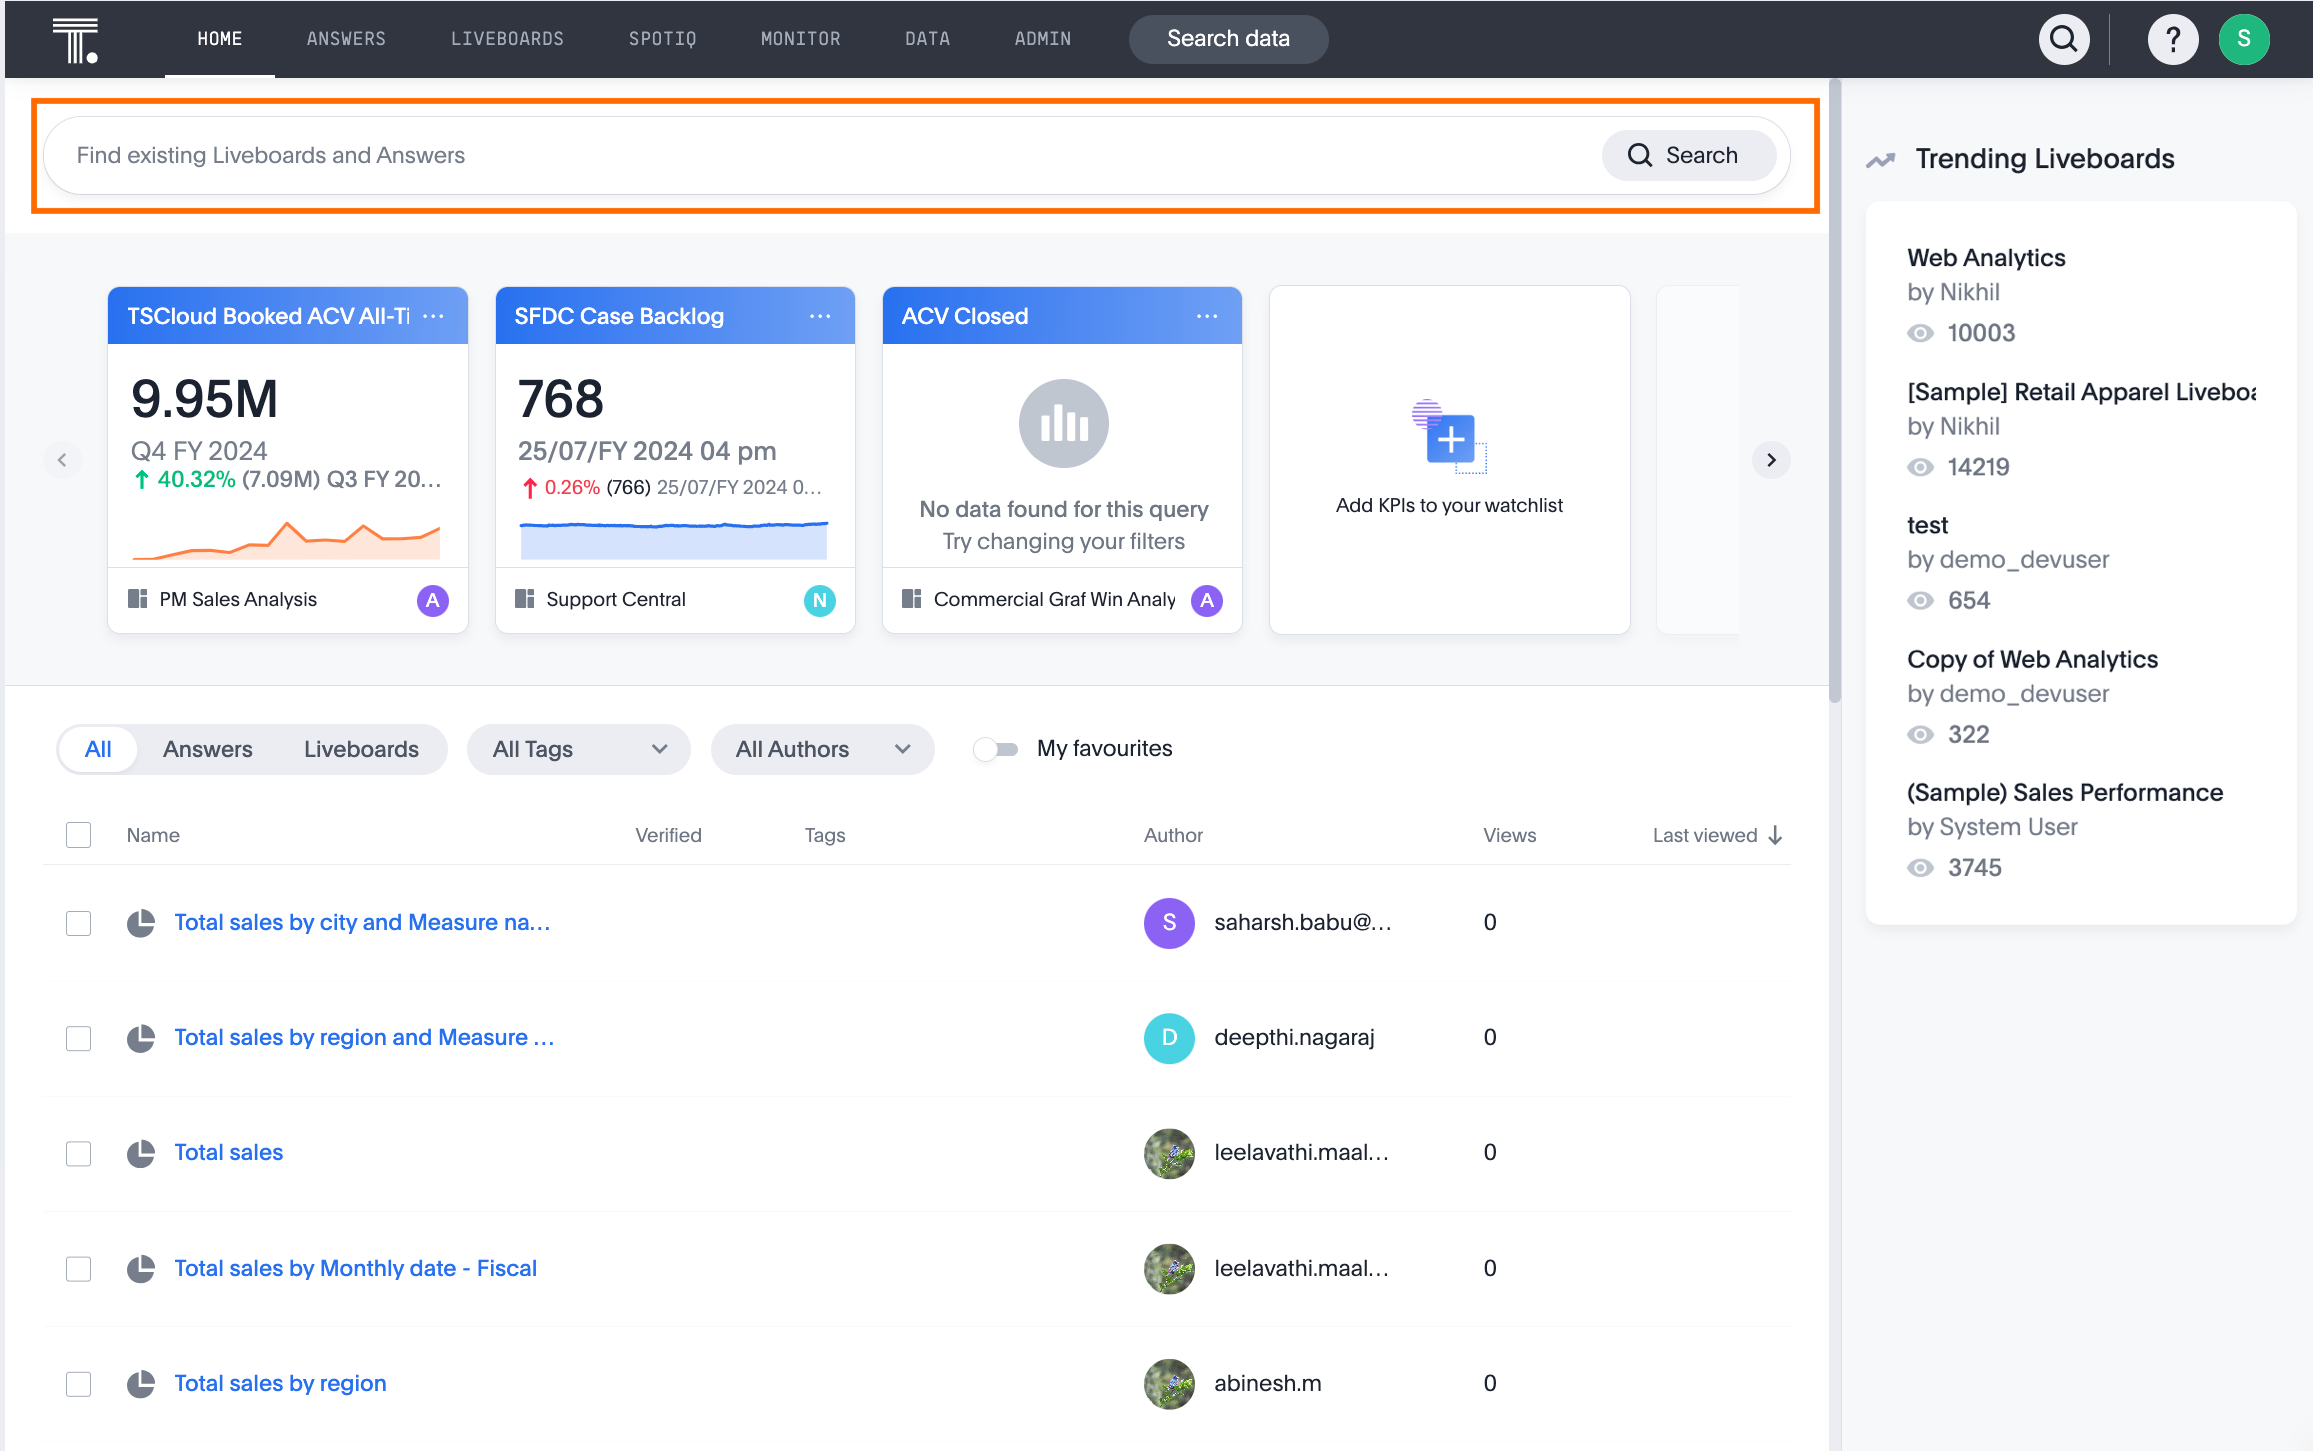 HOME ANSWERS LIVEBOARDS SPOTIQ MONITOR DATA ADMIN Search data ? S
Find existing Liveboards and Answers Search
TSCloud Booked ACV All-Ti ...
9.95M
Q4 FY 2024
↑ 40.32% (7.09M) Q3 FY 20...
PM Sales Analysis A
SFDC Case Backlog ...
768
25/07/FY 2024 04 pm
↑ 0.26% (766) 25/07/FY 2024 0...
Support Central N
ACV Closed ...
No data found for this query
Try changing your filters
Commercial Graf Win Analy A
Add KPIs to your watchlist
All Answers Liveboards All Tags All Authors My favourites
Name Verified Tags Author Views Last viewed ↓
Total sales by city and Measure na... S saharsh.babu@... 0
Total sales by region and Measure ... D deepthi.nagaraj 0
Total sales leelavathi.maal... 0
Total sales by Monthly date - Fiscal leelavathi.maal... 0
Total sales by region abinesh.m 0
Trending Liveboards
Web Analytics
by Nikhil
10003
[Sample] Retail Apparel Liveboa
by Nikhil
14219
test
by demo_devuser
654
Copy of Web Analytics
by demo_devuser
322
(Sample) Sales Performance
by System User
3745